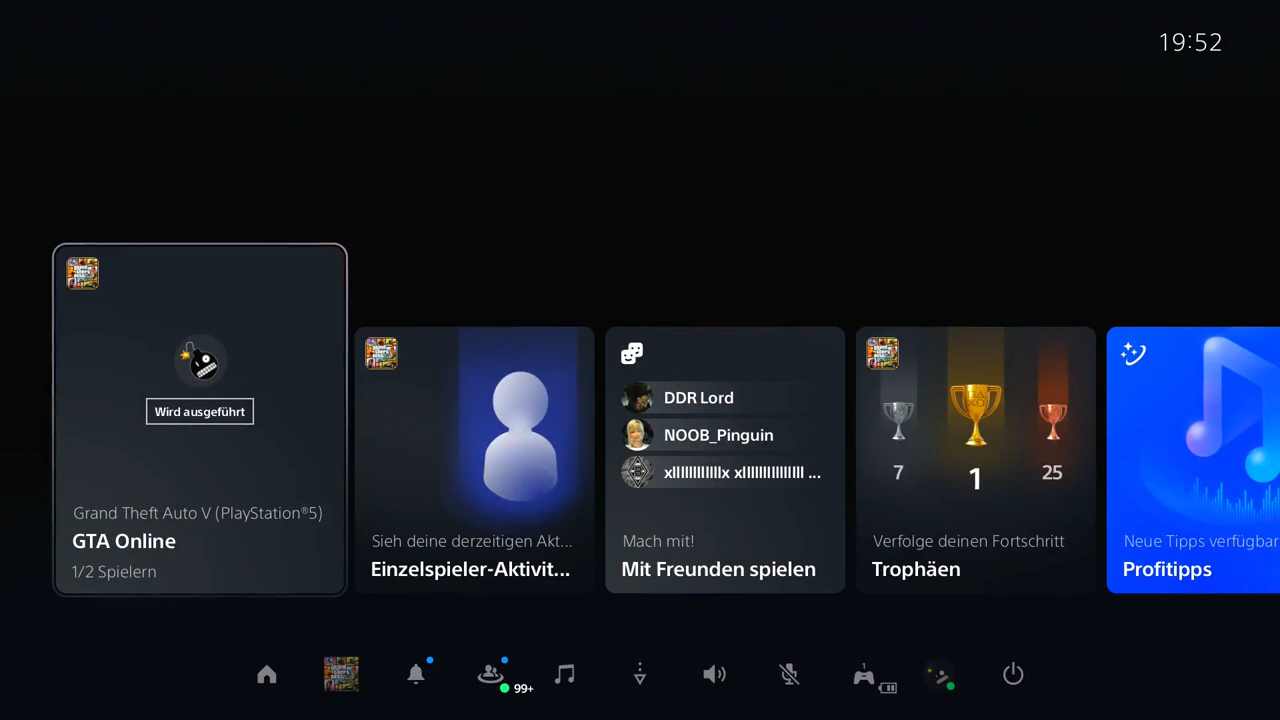 19:52
Wird ausgeführt
Grand Theft Auto V (PlayStation®5)
GTA Online
1/2 Spielern
Sieh deine derzeitigen Akt...
Einzelspieler-Aktivit...
DDR Lord
NOOB_Pinguin
Mach mit!
Mit Freunden spielen
7
1
25
Verfolge deinen Fortschritt
Trophäen
Neue Tipps verfügbar
Profitipps
99+
1